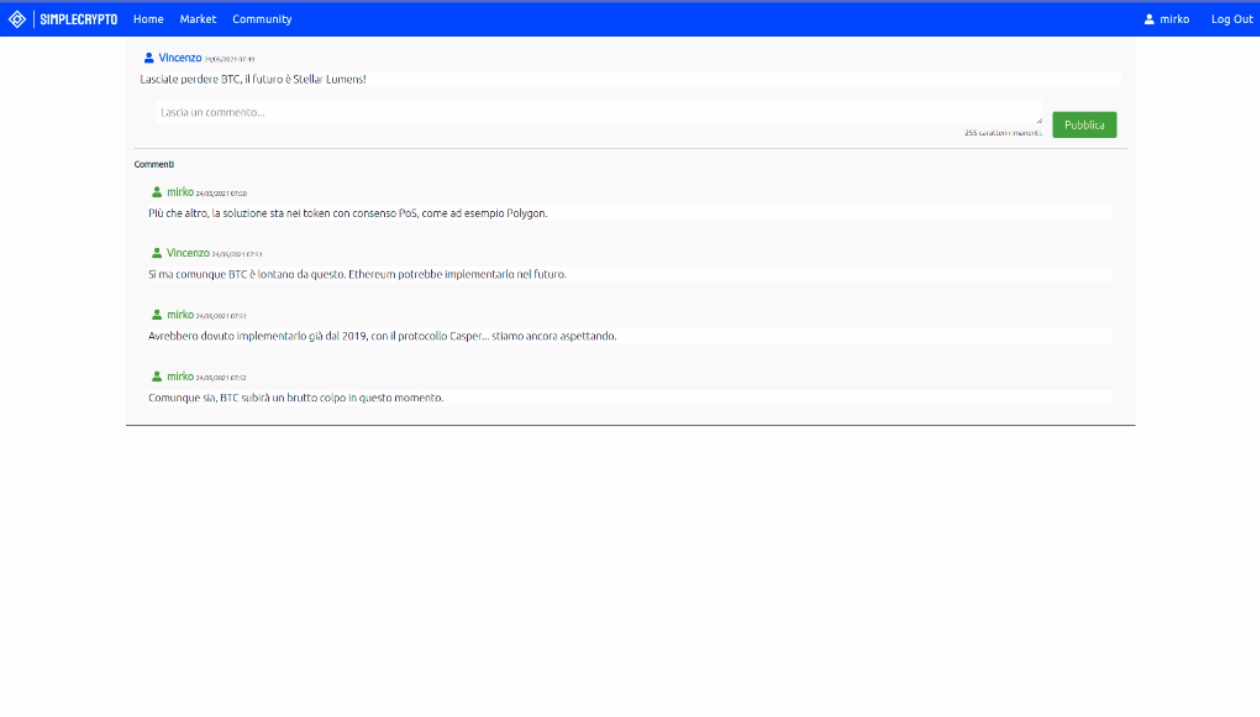 SIMPLECRYPTO Home Market Community mirko Log Out
Vincenzo 24/05/2021 07:49
Lasciate perdere BTC, il futuro è Stellar Lumens!
Lascia un commento...
255 caratteri rimanenti.
Pubblica
Commenti
mirko 24/05/2021 07:50
Più che altro, la soluzione sta nei token con consenso PoS, come ad esempio Polygon.
Vincenzo 24/05/2021 07:51
Sì ma comunque BTC è lontano da questo. Ethereum potrebbe implementarlo nel futuro.
mirko 24/05/2021 07:51
Avrebbero dovuto implementarlo già dal 2019, con il protocollo Casper... stiamo ancora aspettando.
mirko 24/05/2021 07:52
Comunque sia, BTC subirà un brutto colpo in questo momento.